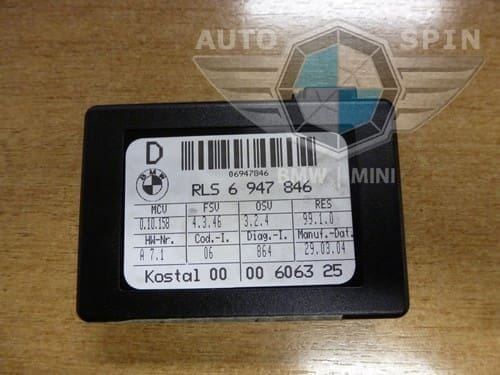 AUTO SPIN
BMW | MINI
D
06947846
BMW
RLS 6 947 846
MCV FSV OSV RES
0.10.158 4.3.46 3.2.4 99.1.0
HW-Nr. Cod.-I. Diag.-I. Manuf.-Dat.
A 7.1 06 864 29.03.04
Kostal 00 00 6063 25